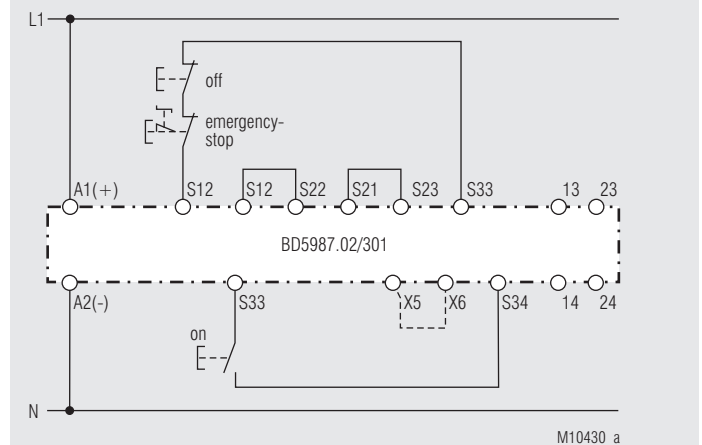 L1
off
emergency-
stop
A1(+) S12 S12 S22 S21 S23 S33 13 23
BD5987.02/301
A2(-) S33 X5 X6 S34 14 24
on
N
M10430_a